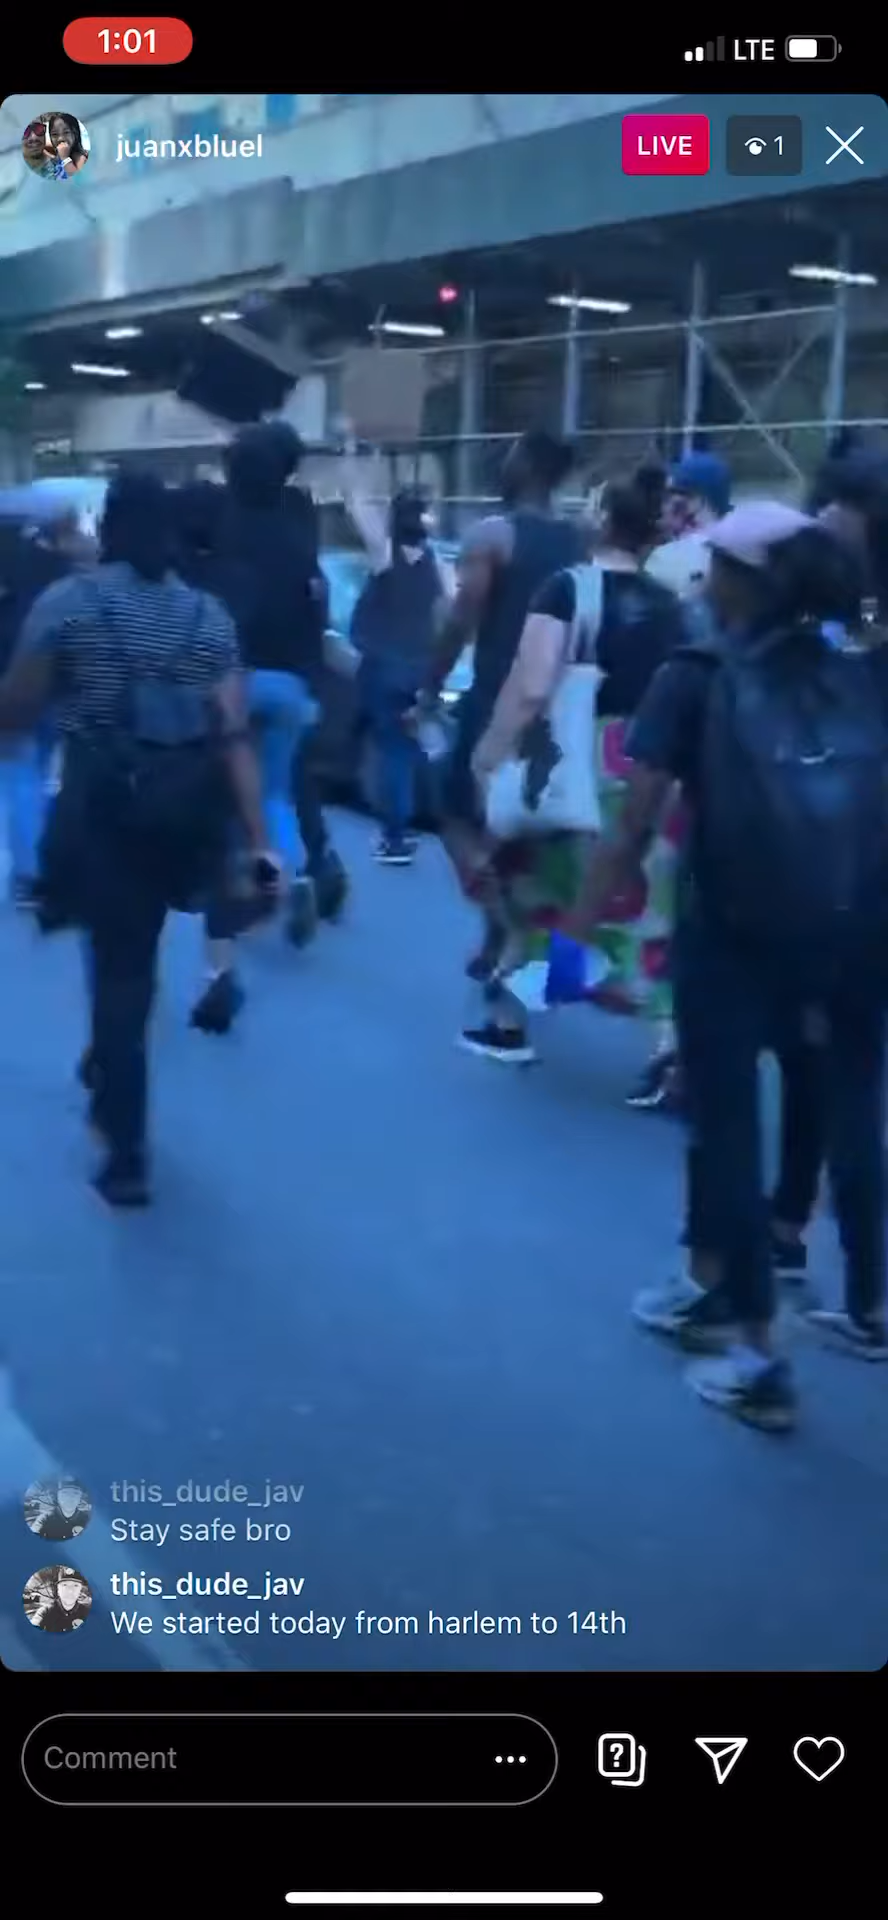 1:01
LTE
juanxbluel
LIVE
1
this_dude_jav
Stay safe bro
this_dude_jav
We started today from harlem to 14th
Comment